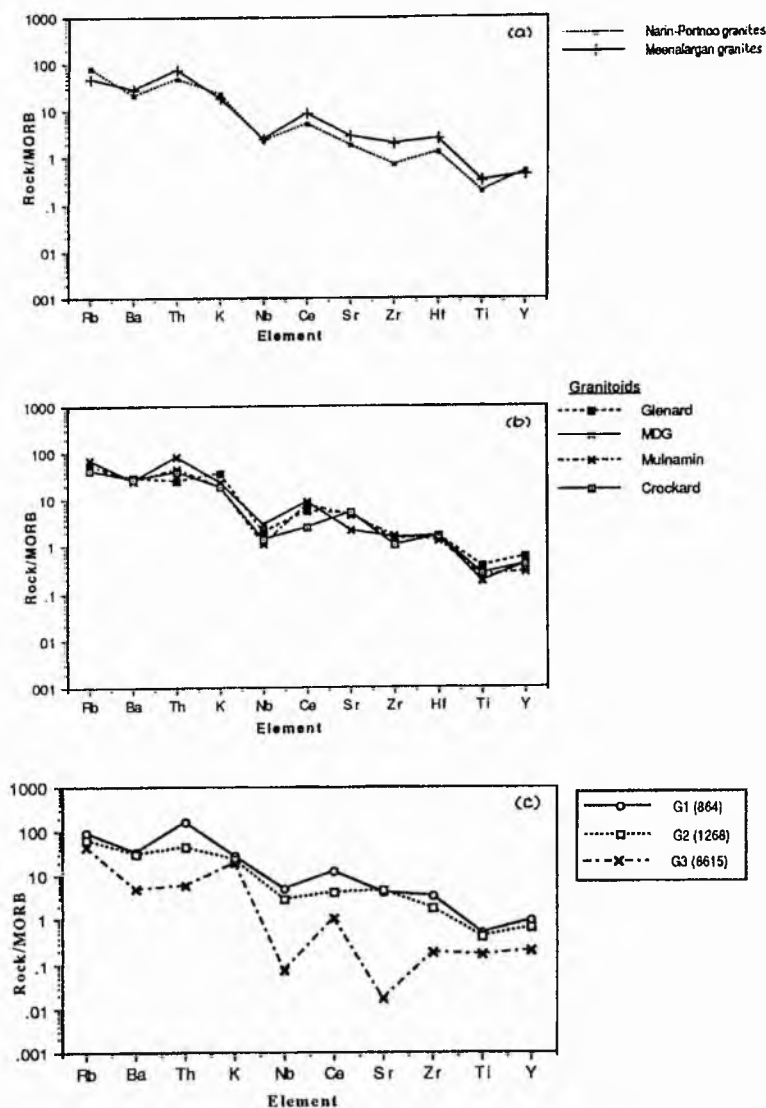 (a)
Narin-Portnoo granites
Meenalargan granites
100
10
1
.1
.01
.001
Rock/MORB
Rb Ba Th K Nb Ce Sr Zr Hf Ti Y
Element
(b)
Granitoids
Glenard
MDG
Mulnamin
Crockard
1000
100
10
1
.1
.01
.001
Rock/MORB
Rb Ba Th K Nb Ce Sr Zr Hf Ti Y
Element
(c)
G1 (864)
G2 (1268)
G3 (8615)
1000
100
10
1
.1
.01
.001
Rock/MORB
Rb Ba Th K Nb Ce Sr Zr Ti Y
Element